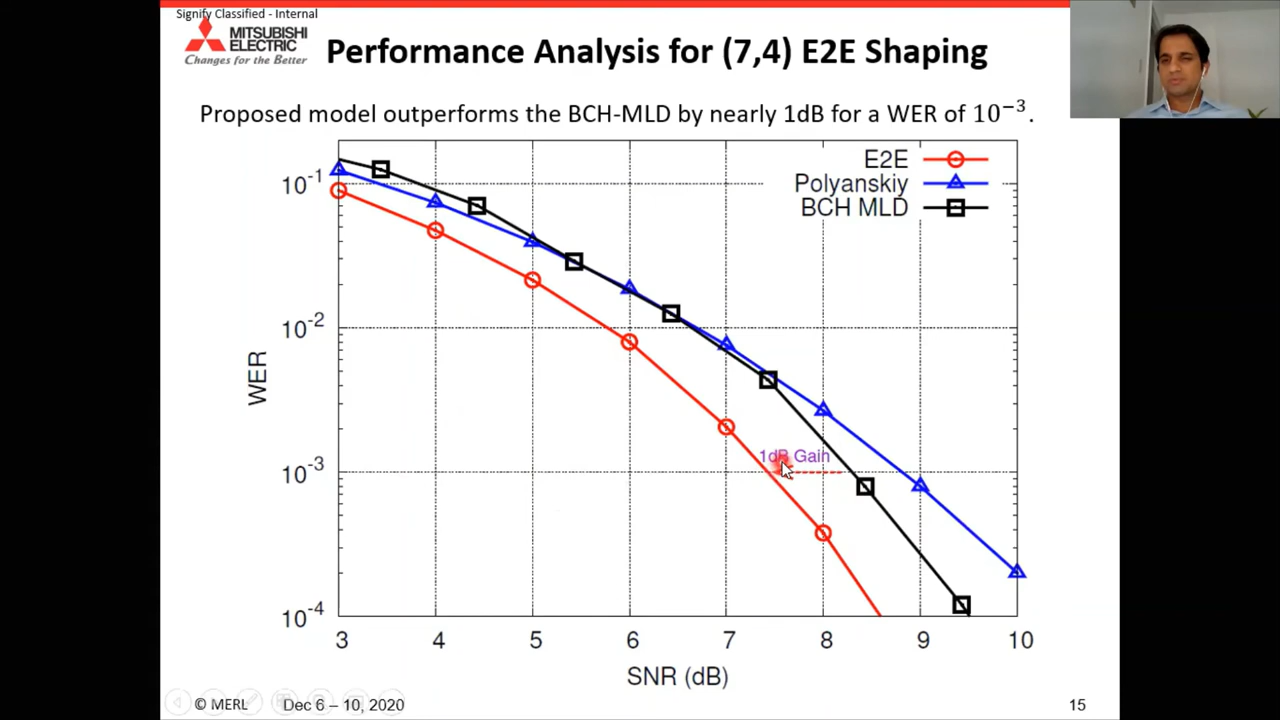 Signify Classified - Internal
MITSUBISHI
ELECTRIC
Changes for the Better
Performance Analysis for (7,4) E2E Shaping
Proposed model outperforms the BCH-MLD by nearly 1dB for a WER of 10⁻³.
E2E
Polyanskiy
BCH MLD
10⁻¹
10⁻²
10⁻³
10⁻⁴
WER
1dB Gain
3 4 5 6 7 8 9 10
SNR (dB)
© MERL Dec 6 – 10, 2020 15